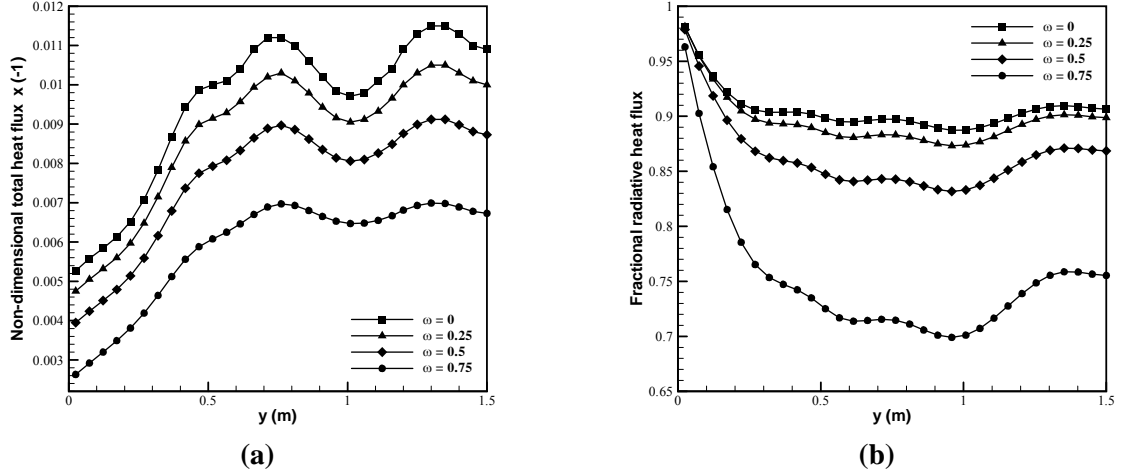 Non-dimensional total heat flux x (-1)
0.012
0.011
0.010
0.009
0.008
0.007
0.006
0.005
0.004
0.003
0
0.5
1
1.5
y (m)
ω = 0
ω = 0.25
ω = 0.5
ω = 0.75
(a)
Fractional radiative heat flux
1
0.95
0.9
0.85
0.8
0.75
0.7
0.65
0
0.5
1
1.5
y (m)
ω = 0
ω = 0.25
ω = 0.5
ω = 0.75
(b)